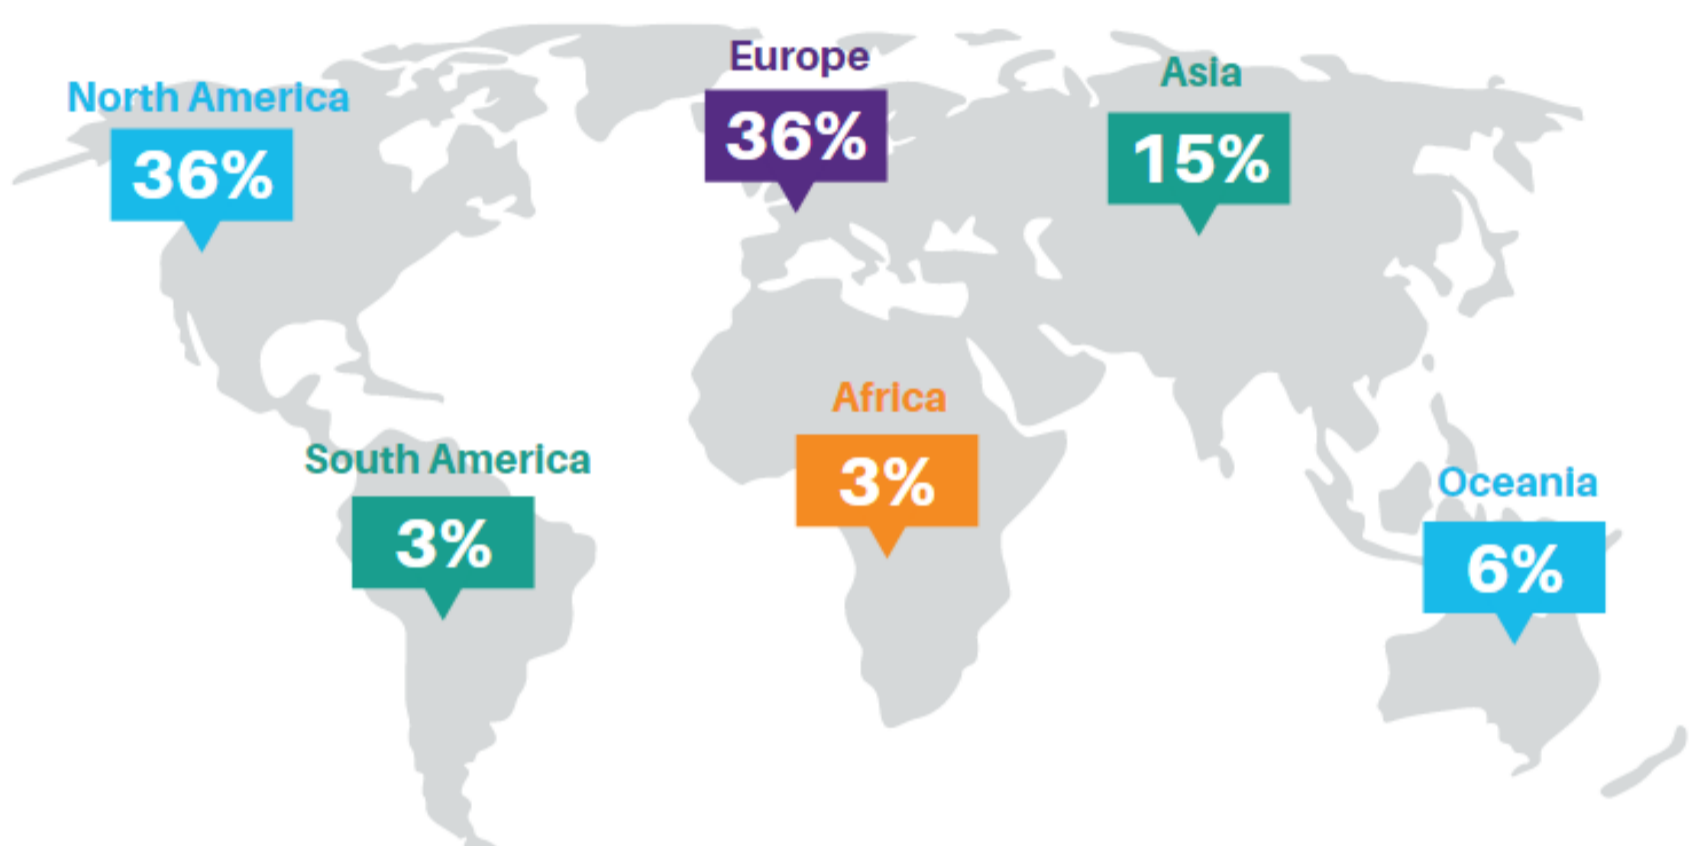 Europe
36%
Asia
15%
North America
36%
Africa
3%
South America
3%
Oceania
6%